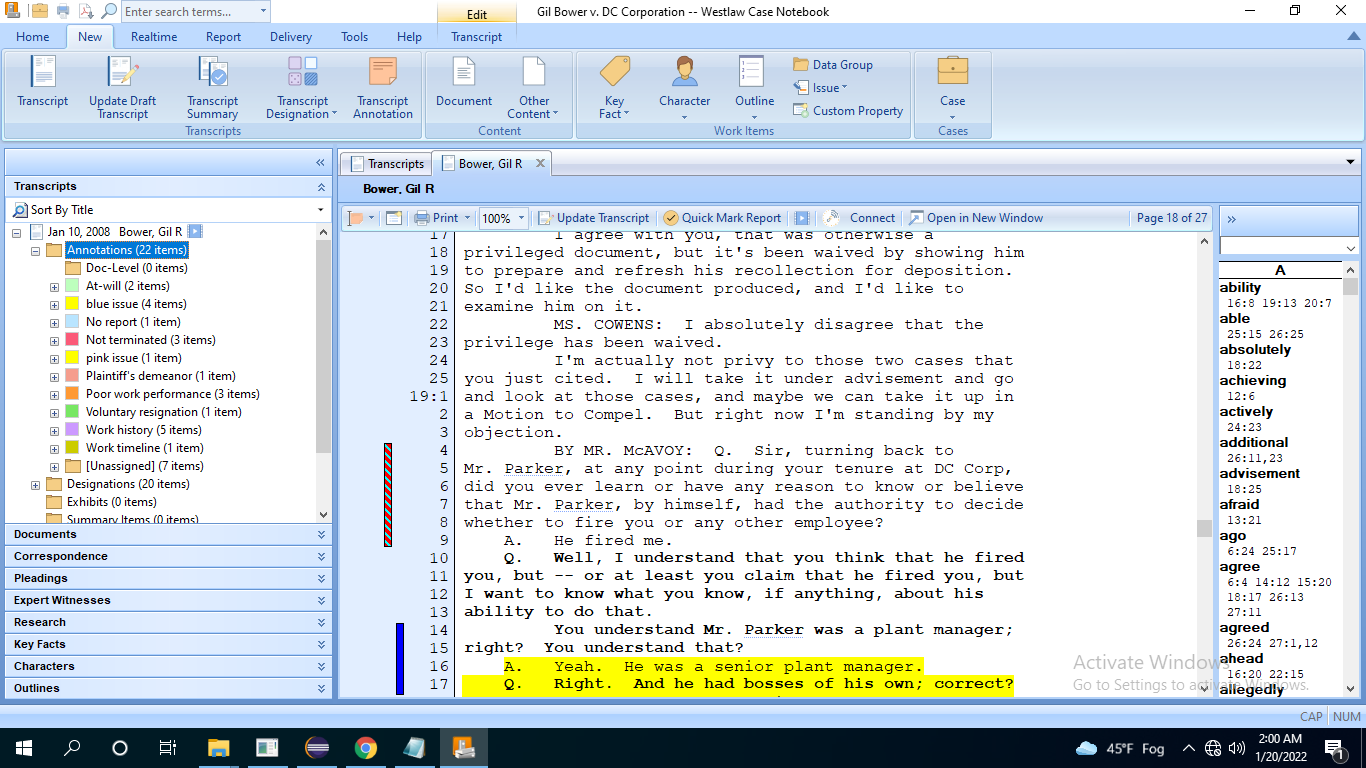 Enter search terms...
Edit
Gil Bower v. DC Corporation -- Westlaw Case Notebook
Home New Realtime Report Delivery Tools Help Transcript
Transcript
Update Draft Transcript
Transcript Summary
Transcript Designation
Transcript Annotation
Transcripts
Document
Other Content
Content
Key Fact
Character
Outline
Data Group
Issue
Custom Property
Work Items
Case
Cases
Transcripts
Sort By Title
Jan 10, 2008 Bower, Gil R
Annotations (22 items)
Doc-Level (0 items)
At-will (2 items)
blue issue (4 items)
No report (1 item)
Not terminated (3 items)
pink issue (1 item)
Plaintiff's demeanor (1 item)
Poor work performance (3 items)
Voluntary resignation (1 item)
Work history (5 items)
Work timeline (1 item)
[Unassigned] (7 items)
Designations (20 items)
Exhibits (0 items)
Summary Items (0 items)
Documents
Correspondence
Pleadings
Expert Witnesses
Research
Key Facts
Characters
Outlines
Transcripts Bower, Gil R
Bower, Gil R
Print 100% Update Transcript Quick Mark Report Connect Open in New Window Page 18 of 27
17 I agree with you, that was otherwise a
18 privileged document, but it's been waived by showing him
19 to prepare and refresh his recollection for deposition.
20 So I'd like the document produced, and I'd like to
21 examine him on it.
22 MS. COWENS: I absolutely disagree that the
23 privilege has been waived.
24 I'm actually not privy to those two cases that
25 you just cited. I will take it under advisement and go
19:1 and look at those cases, and maybe we can take it up in
2 a Motion to Compel. But right now I'm standing by my
3 objection.
4 BY MR. McAVOY: Q. Sir, turning back to
5 Mr. Parker, at any point during your tenure at DC Corp,
6 did you ever learn or have any reason to know or believe
7 that Mr. Parker, by himself, had the authority to decide
8 whether to fire you or any other employee?
9 A. He fired me.
10 Q. Well, I understand that you think that he fired
11 you, but -- or at least you claim that he fired you, but
12 I want to know what you know, if anything, about his
13 ability to do that.
14 You understand Mr. Parker was a plant manager;
15 right? You understand that?
16 A. Yeah. He was a senior plant manager.
17 Q. Right. And he had bosses of his own; correct?
A
ability
16:8 19:13 20:7
able
25:15 26:25
absolutely
18:22
achieving
12:6
actively
24:23
additional
26:11,23
advisement
18:25
afraid
13:21
ago
6:24 25:17
agree
6:4 14:12 15:20
18:17 26:13
27:11
agreed
26:24 27:1,12
ahead
16:20 22:15
allegedly
Activate Windows
Go to Settings to activate Windows.
CAP NUM
45°F Fog
2:00 AM
1/20/2022
1